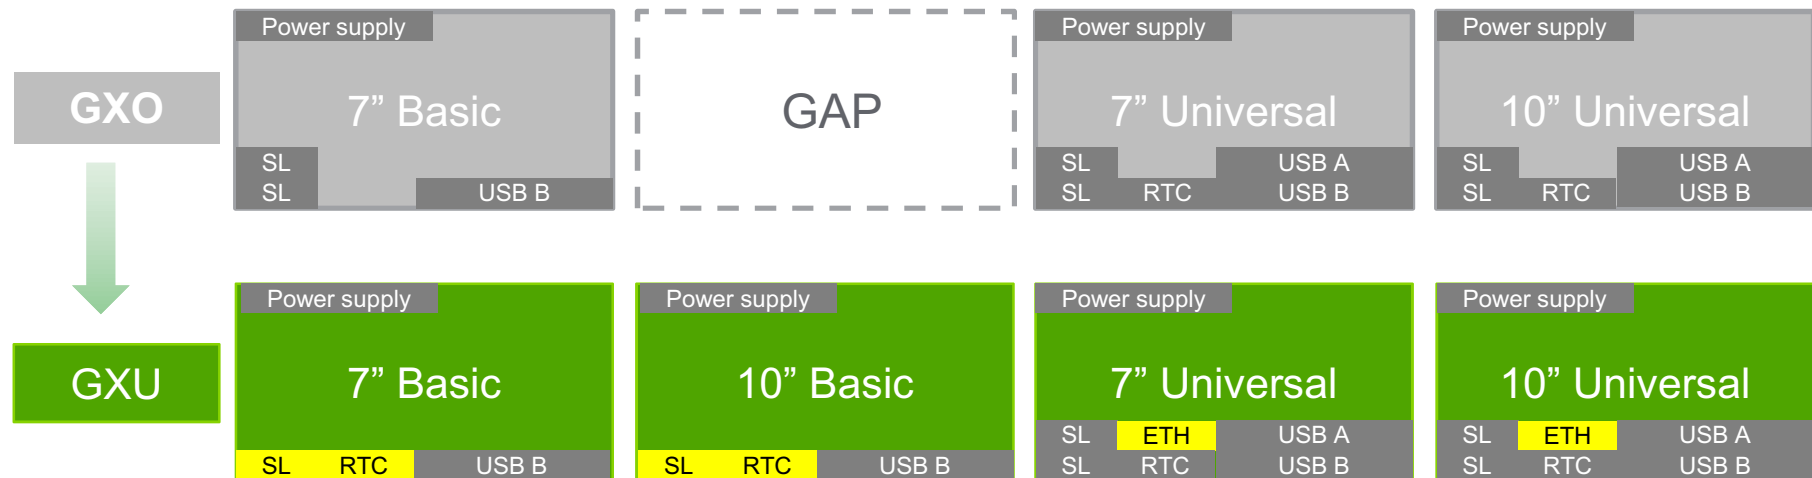 GXO
Power supply
7” Basic
SL
SL USB B
GAP
Power supply
7” Universal
SL USB A
SL RTC USB B
Power supply
10” Universal
SL USB A
SL RTC USB B
GXU
Power supply
7” Basic
SL RTC USB B
Power supply
10” Basic
SL RTC USB B
Power supply
7” Universal
SL ETH USB A
SL RTC USB B
Power supply
10” Universal
SL ETH USB A
SL RTC USB B